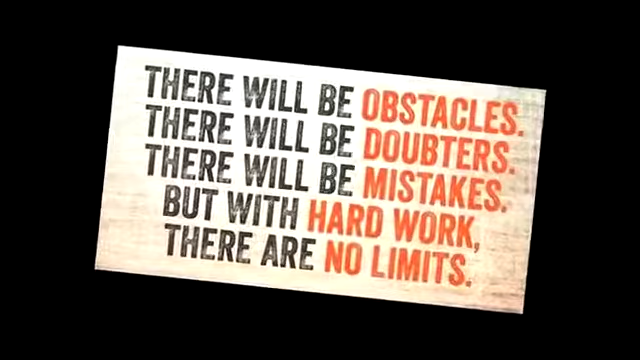 THERE WILL BE OBSTACLES.
THERE WILL BE DOUBTERS.
THERE WILL BE MISTAKES.
BUT WITH HARD WORK,
THERE ARE NO LIMITS.